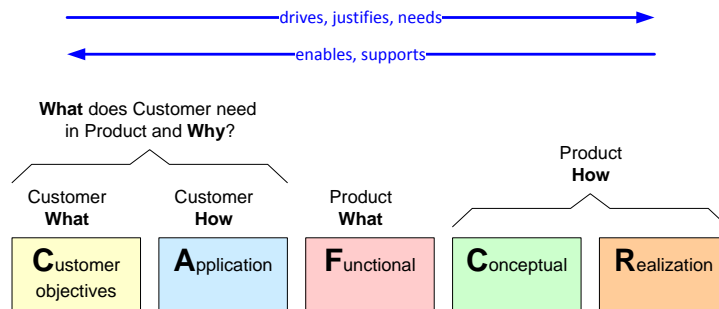 drives, justifies, needs
enables, supports
What does Customer need
in Product and Why?
Product
How
Customer
What
Customer
How
Product
What
Customer
objectives
Application
Functional
Conceptual
Realization